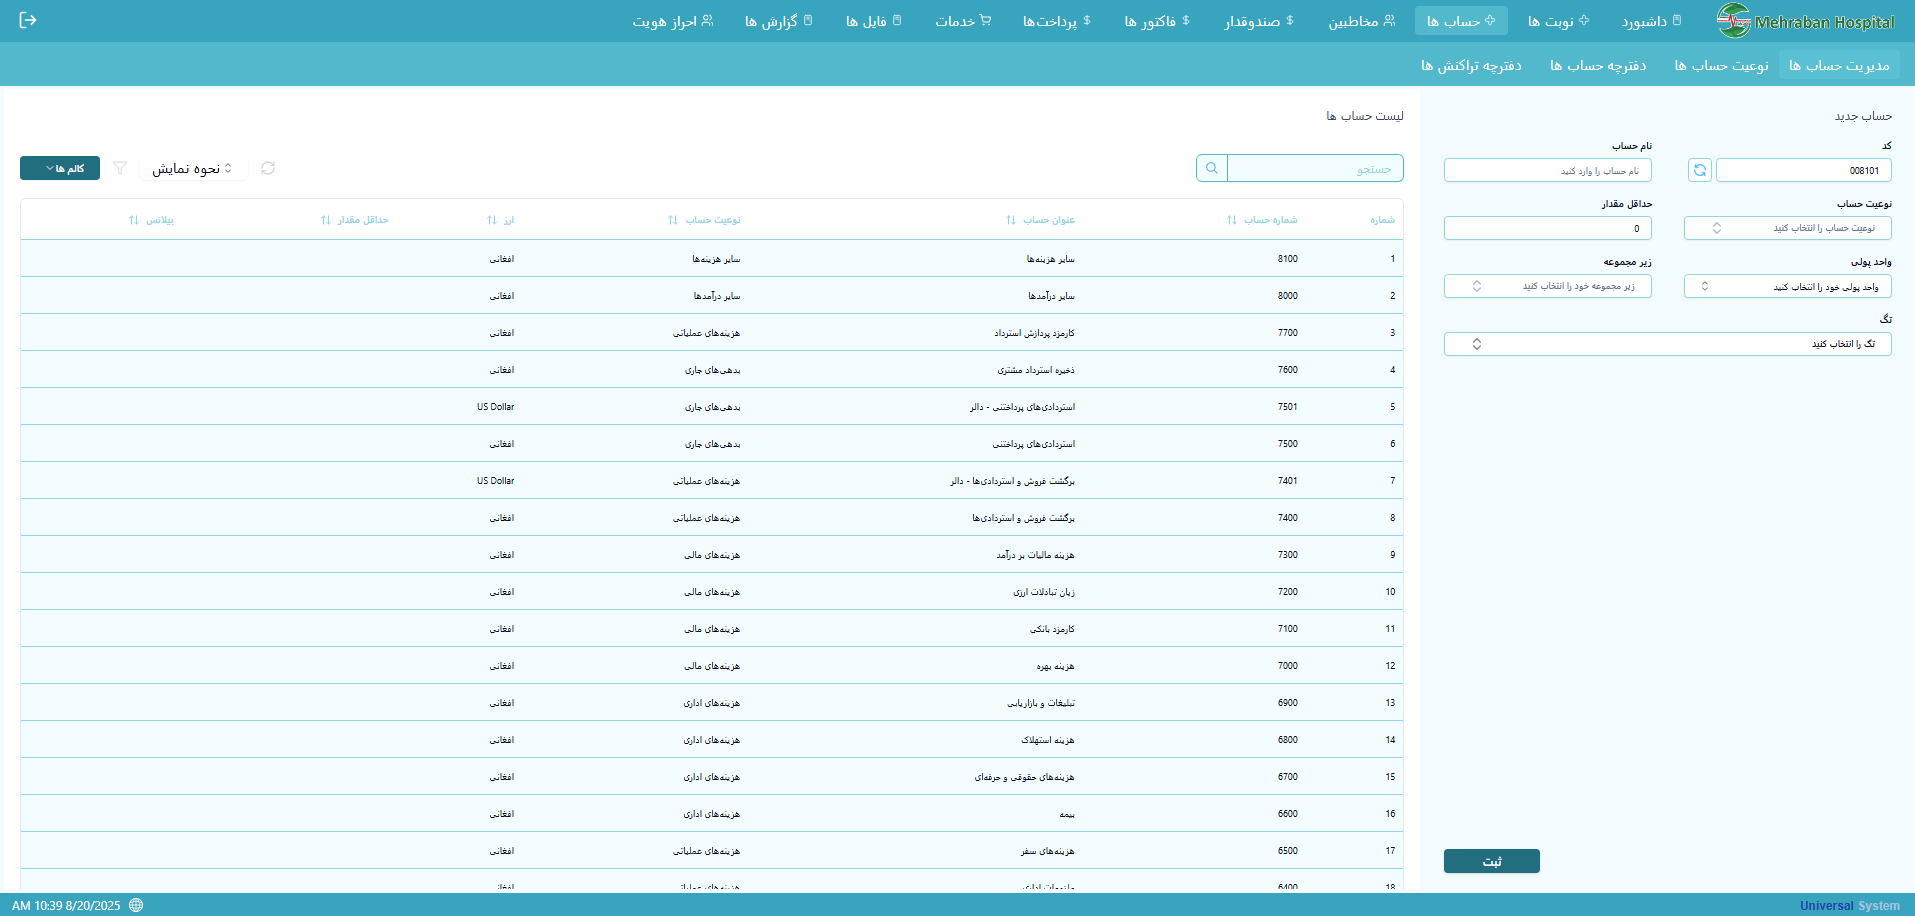 Mehraban Hospital
داشبورد
نوبت ها
حساب ها
مخاطبین
صندوقدار
فاکتور ها
پرداخت‌ها
خدمات
فایل ها
گزارش ها
احراز هویت
مدیریت حساب ها
نوعیت حساب ها
دفترچه حساب ها
دفترچه تراکنش ها
حساب جدید
کد
نام حساب
008101
نام حساب را وارد کنید
نوعیت حساب
حداقل مقدار
نوعیت حساب را انتخاب کنید
0
واحد پولی
زیر مجموعه
واحد پولی خود را انتخاب کنید
زیر مجموعه خود را انتخاب کنید
تگ
تگ را انتخاب کنید
ثبت
لیست حساب ها
جستجو
نحوه نمایش
کالم ها
شماره شماره حساب عنوان حساب نوعیت حساب ارز حداقل مقدار بیلانس
1 8100 سایر هزینه‌ها سایر هزینه‌ها افغانی
2 8000 سایر درآمدها سایر درآمدها افغانی
3 7700 کارمزد پردازش استرداد هزینه‌های عملیاتی افغانی
4 7600 ذخیره استرداد مشتری بدهی‌های جاری افغانی
5 7501 استردادی‌های پرداختنی - دالر بدهی‌های جاری US Dollar
6 7500 استردادی‌های پرداختنی بدهی‌های جاری افغانی
7 7401 برگشت فروش و استردادی‌ها - دالر هزینه‌های عملیاتی US Dollar
8 7400 برگشت فروش و استردادی‌ها هزینه‌های عملیاتی افغانی
9 7300 هزینه مالیات بر درآمد هزینه‌های مالی افغانی
10 7200 زیان تبادلات ارزی هزینه‌های مالی افغانی
11 7100 کارمزد بانکی هزینه‌های مالی افغانی
12 7000 هزینه بهره هزینه‌های مالی افغانی
13 6900 تبلیغات و بازاریابی هزینه‌های اداری افغانی
14 6800 هزینه استهلاک هزینه‌های اداری افغانی
15 6700 هزینه‌های حقوقی و حرفه‌ای هزینه‌های اداری افغانی
16 6600 بیمه هزینه‌های اداری افغانی
17 6500 هزینه‌های سفر هزینه‌های عملیاتی افغانی
18 6400 ملزومات اداری هزینه‌های عملیاتی افغانی
AM 10:39 8/20/2025
Universal System